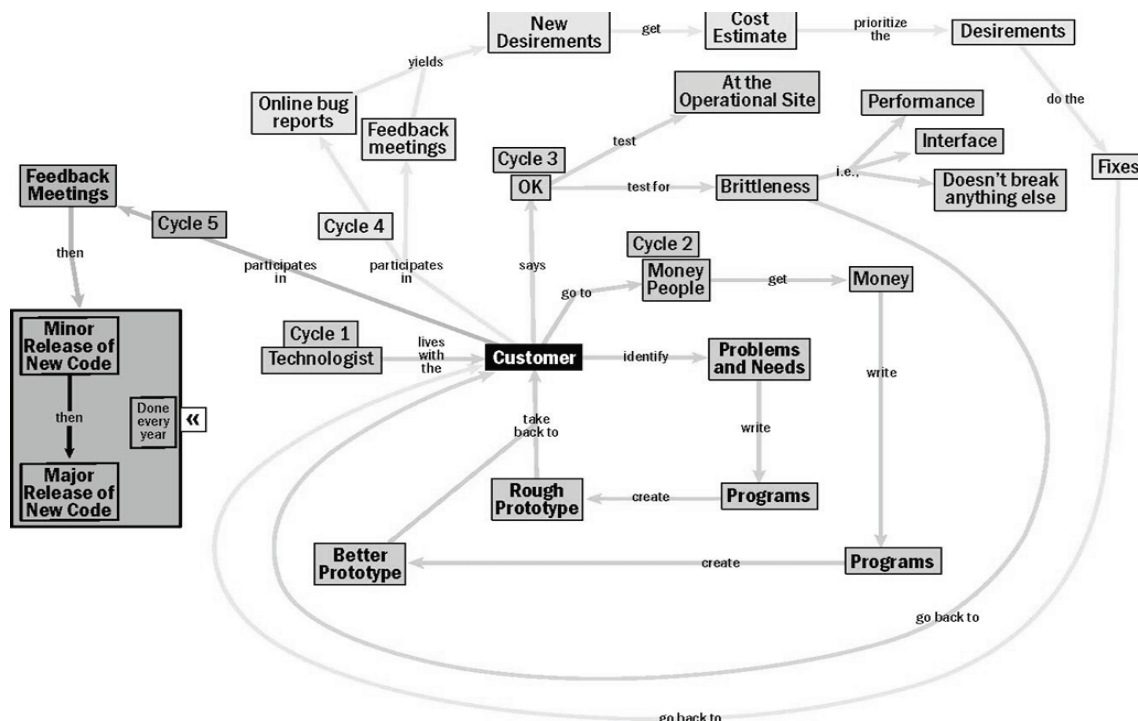 New
Desirements
get
Cost
Estimate
prioritize
the
Desirements
yields
Online bug
reports
Feedback
meetings
At the
Operational Site
Performance
do the
test
Cycle 3
OK
Interface
Fixes
test for
Brittleness
i.e.,
Doesn't break
anything else
Feedback
Meetings
Cycle 5
Cycle 4
then
participates
in
participates
in
says
Cycle 2
Money
People
go to
get
Money
Minor
Release of
New Code
Cycle 1
Technologist
lives
with
the
Customer
identify
Problems
and Needs
write
then
Done
every
year
«
take
back to
write
Major
Release of
New Code
Rough
Prototype
create
Programs
Better
Prototype
create
Programs
go back to
go back to